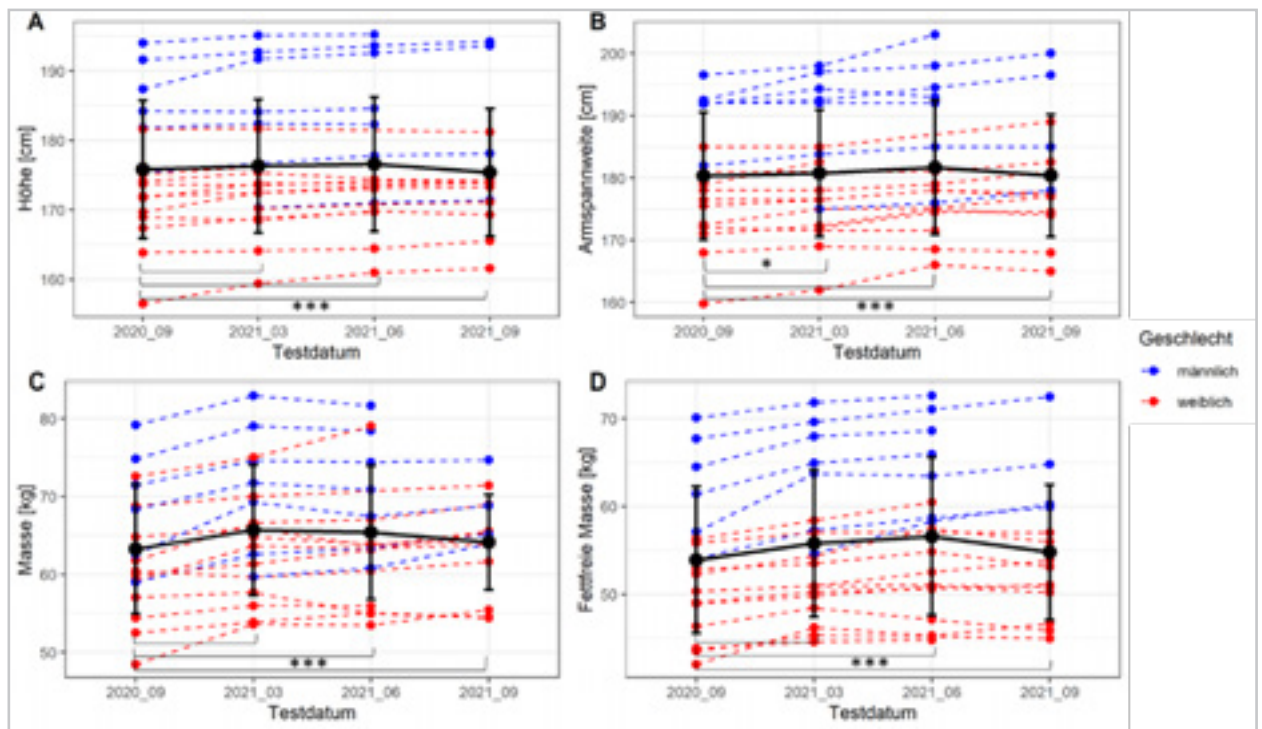 A
Höhe [cm]
190
180
170
160
***
2020_09 2021_03 2021_06 2021_09
Testdatum
B
Armspannweite [cm]
200
190
180
170
160
*
***
2020_09 2021_03 2021_06 2021_09
Testdatum
C
Masse [kg]
80
70
60
50
***
2020_09 2021_03 2021_06 2021_09
Testdatum
D
Fettfreie Masse [kg]
70
60
50
***
2020_09 2021_03 2021_06 2021_09
Testdatum
Geschlecht
männlich
weiblich